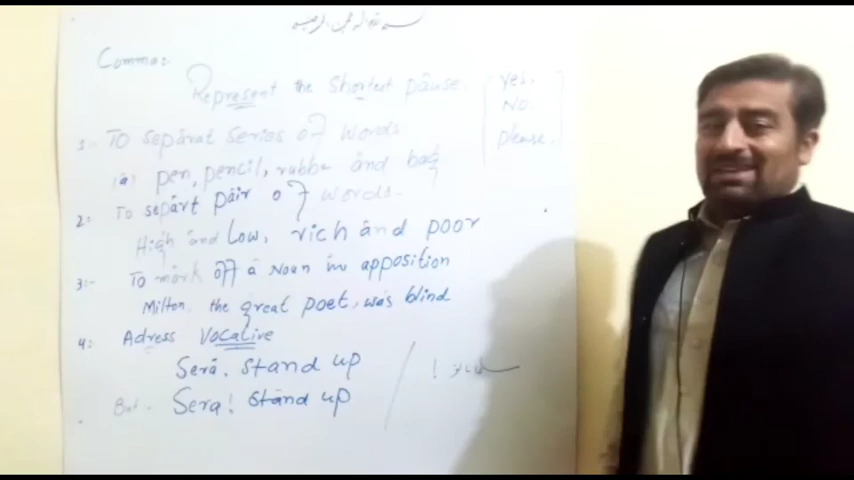 Comma:
Represent the shortest pause.
yes.
No.
please.
1:- To separat series of words
(a) pen, pencil, rubbe and bag
2: To separt pair of words.
High and Low, rich and poor
3:- To mark off a Noun in apposition
Milton, the great poet, was blind
4: Adress Vocative
Sera. stand up
But. Sera! stand up
!